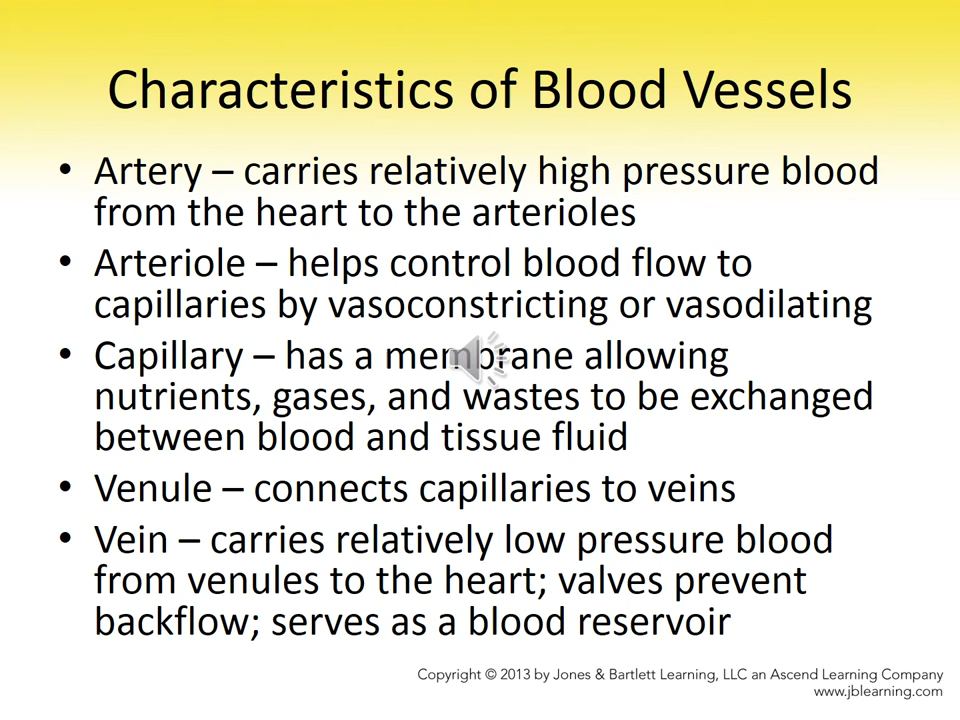 Characteristics of Blood Vessels
• Artery – carries relatively high pressure blood
from the heart to the arterioles
• Arteriole – helps control blood flow to
capillaries by vasoconstricting or vasodilating
• Capillary – has a membrane allowing
nutrients, gases, and wastes to be exchanged
between blood and tissue fluid
• Venule – connects capillaries to veins
• Vein – carries relatively low pressure blood
from venules to the heart; valves prevent
backflow; serves as a blood reservoir
Copyright © 2013 by Jones & Bartlett Learning, LLC an Ascend Learning Company
www.jblearning.com